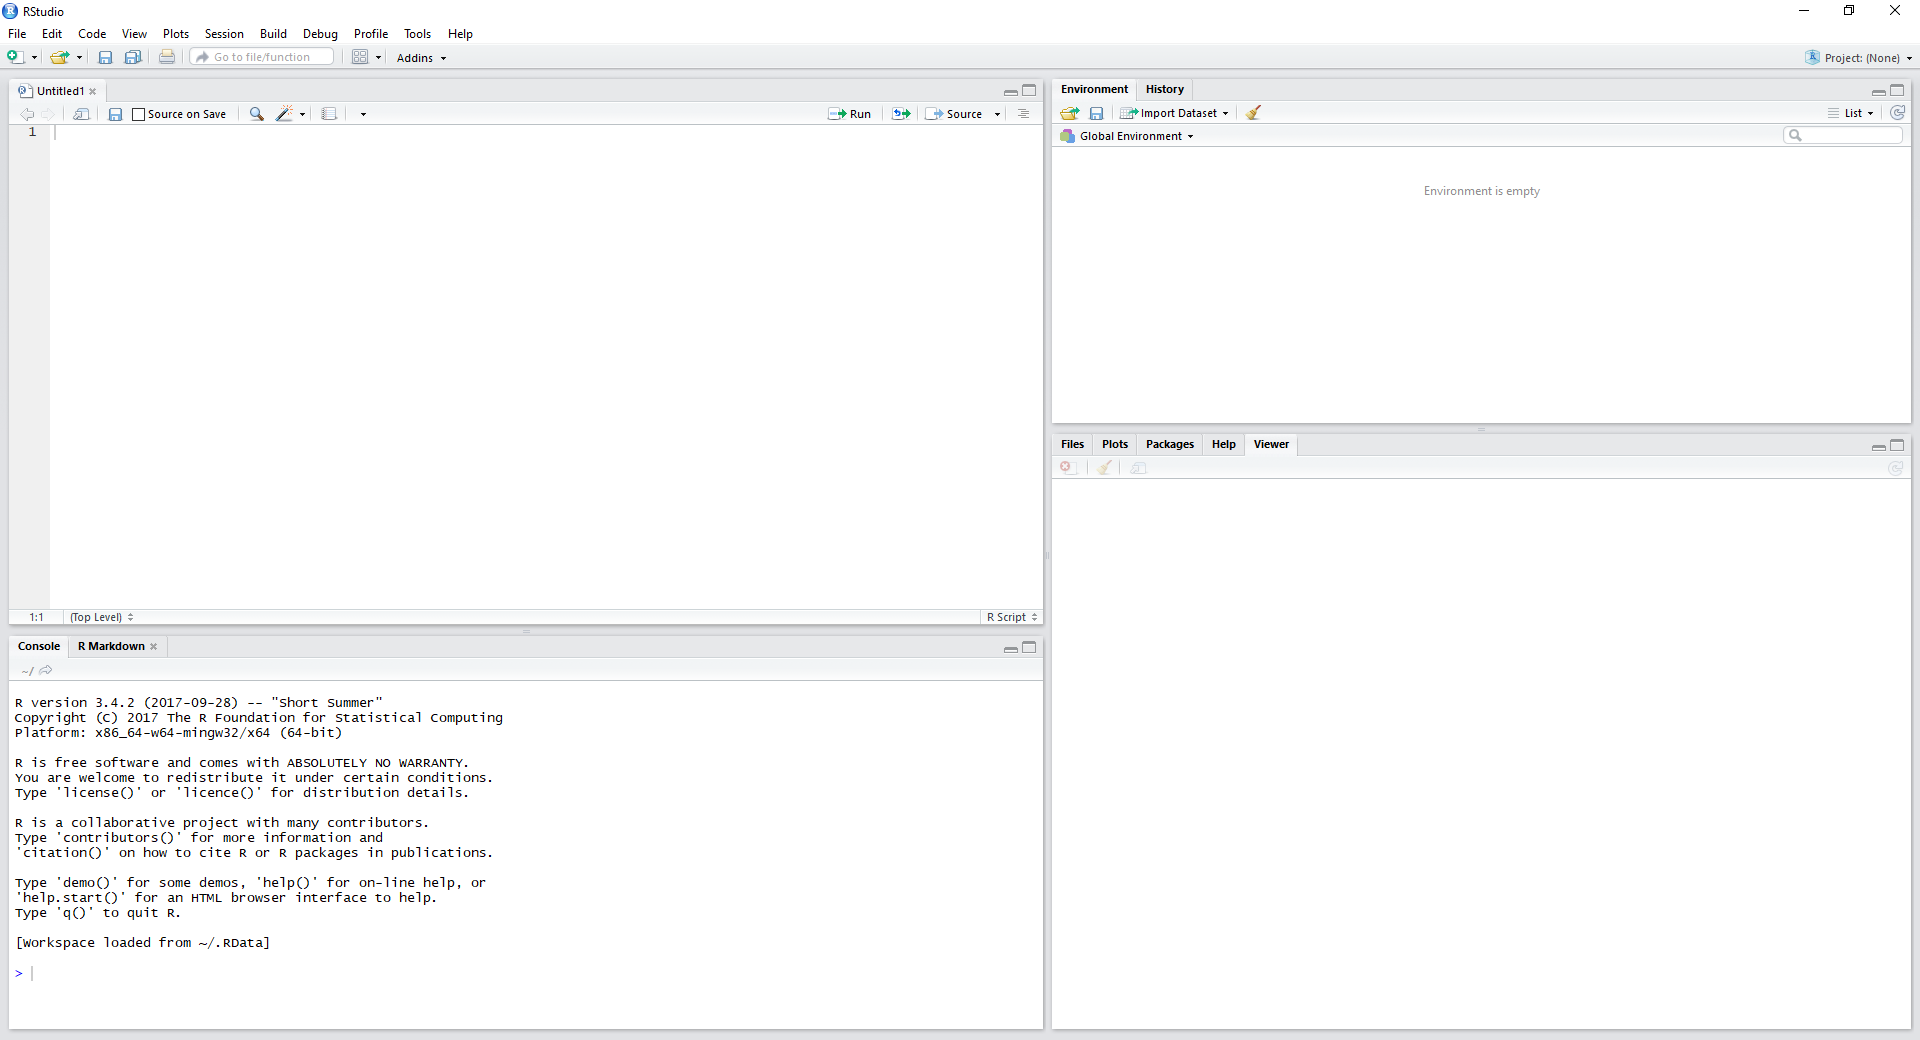 RStudio
File Edit Code View Plots Session Build Debug Profile Tools Help
Go to file/function Addins Project: (None)
Untitled1
Source on Save Run Source
1
1:1 (Top Level) R Script
Console R Markdown
~/
R version 3.4.2 (2017-09-28) -- "Short Summer"
Copyright (C) 2017 The R Foundation for Statistical Computing
Platform: x86_64-w64-mingw32/x64 (64-bit)
R is free software and comes with ABSOLUTELY NO WARRANTY.
You are welcome to redistribute it under certain conditions.
Type 'license()' or 'licence()' for distribution details.
R is a collaborative project with many contributors.
Type 'contributors()' for more information and
'citation()' on how to cite R or R packages in publications.
Type 'demo()' for some demos, 'help()' for on-line help, or
'help.start()' for an HTML browser interface to help.
Type 'q()' to quit R.
[Workspace loaded from ~/.RData]
>
Environment History
Import Dataset List
Global Environment
Environment is empty
Files Plots Packages Help Viewer